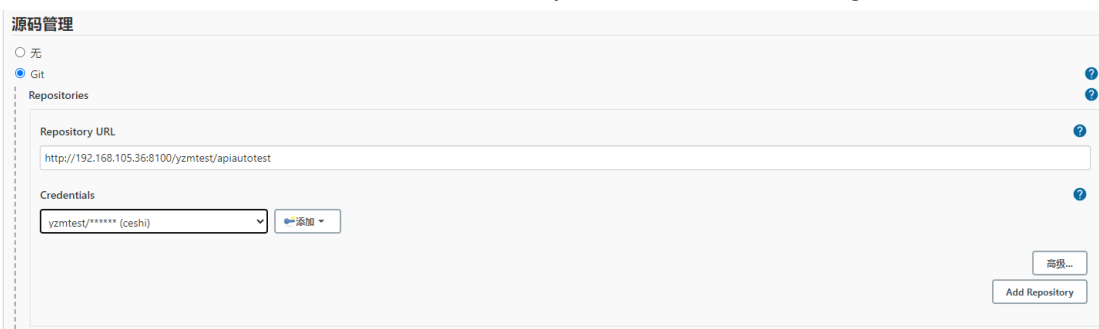 源码管理
无
Git
Repositories
Repository URL
http://192.168.105.36:8100/yzmtest/apiautotest
Credentials
yzmtest/****** (ceshi)
添加
高级...
Add Repository